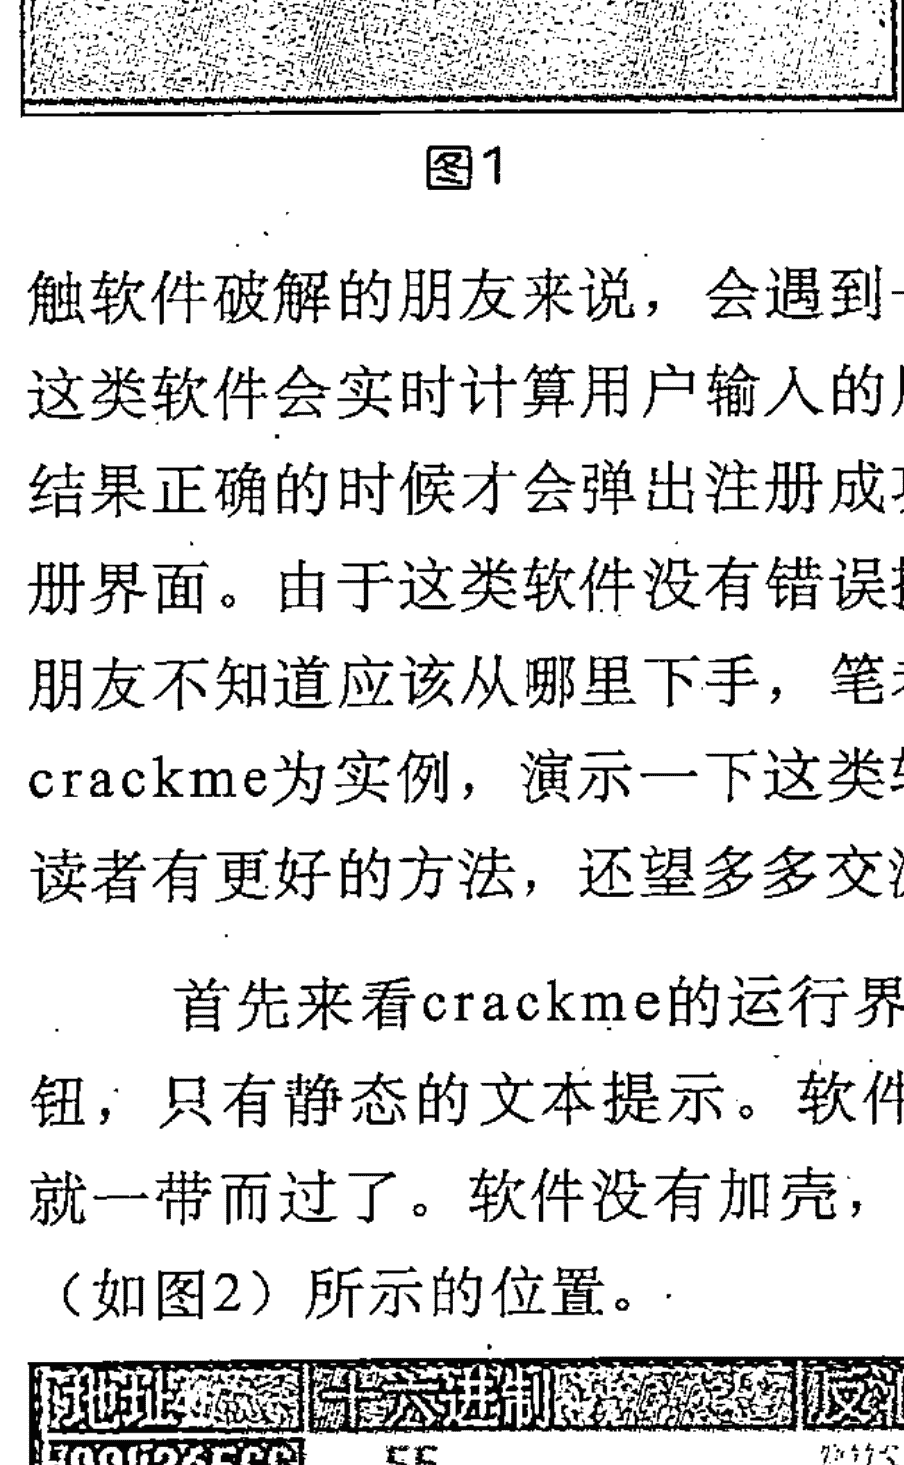 图1
触软件破解的朋友来说，会遇到
这类软件会实时计算用户输入的
结果正确的时候才会弹出注册成
册界面。由于这类软件没有错误
朋友不知道应该从哪里下手，笔
crackme为实例，演示一下这类
读者有更好的方法，还望多多交
首先来看crackme的运行界
钮，只有静态的文本提示。软件
就一带而过了。软件没有加壳，
（如图2）所示的位置。
地址 十六进制 反
55